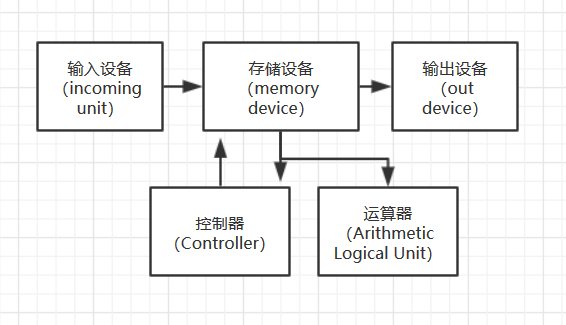 输入设备
（incoming
unit）
存储设备
（memory
device）
输出设备
（out
device）
控制器
（Controller）
运算器
（Arithmetic
Logical Unit）